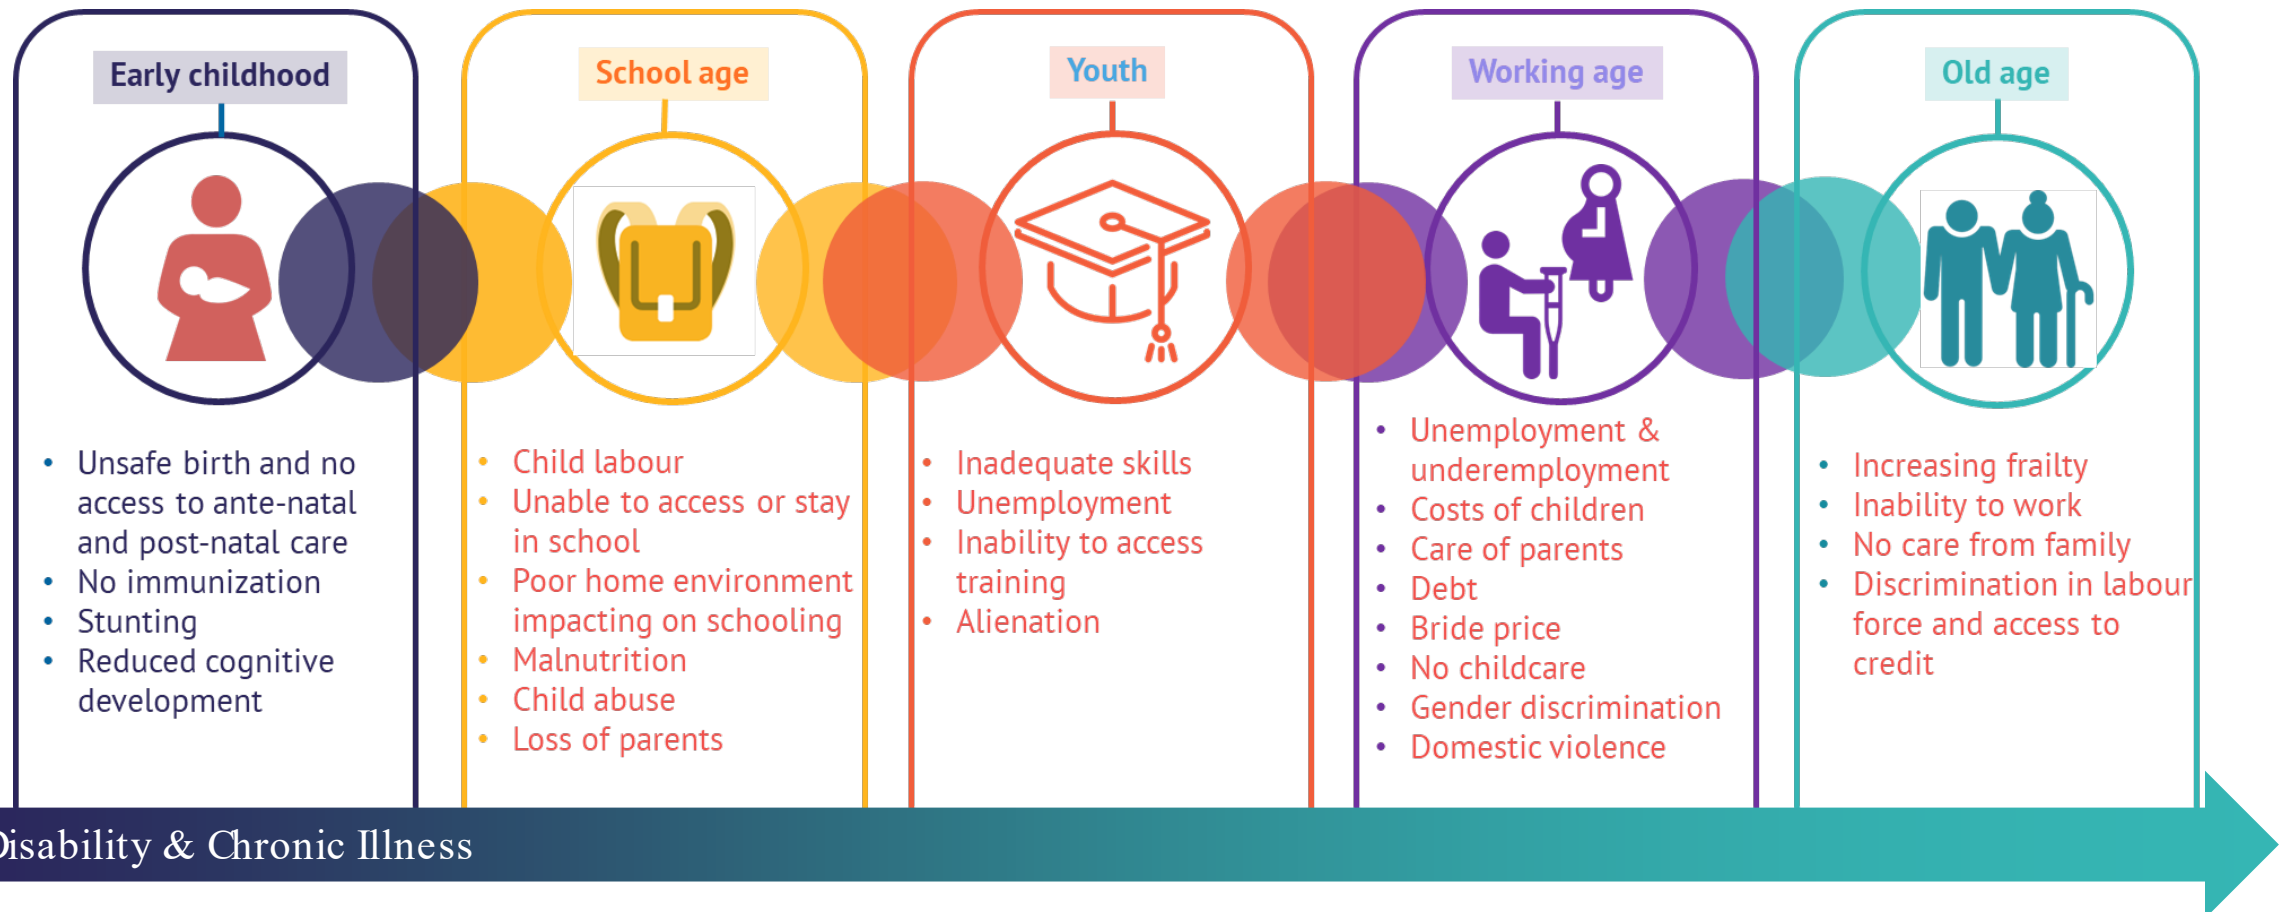 Early childhood
• Unsafe birth and no
access to ante-natal
and post-natal care
• No immunization
• Stunting
• Reduced cognitive
development
School age
• Child labour
• Unable to access or stay
in school
• Poor home environment
impacting on schooling
• Malnutrition
• Child abuse
• Loss of parents
Youth
• Inadequate skills
• Unemployment
• Inability to access
training
• Alienation
Working age
• Unemployment &
underemployment
• Costs of children
• Care of parents
• Debt
• Bride price
• No childcare
• Gender discrimination
• Domestic violence
Old age
• Increasing frailty
• Inability to work
• No care from family
• Discrimination in labour
force and access to
credit
Disability & Chronic Illness